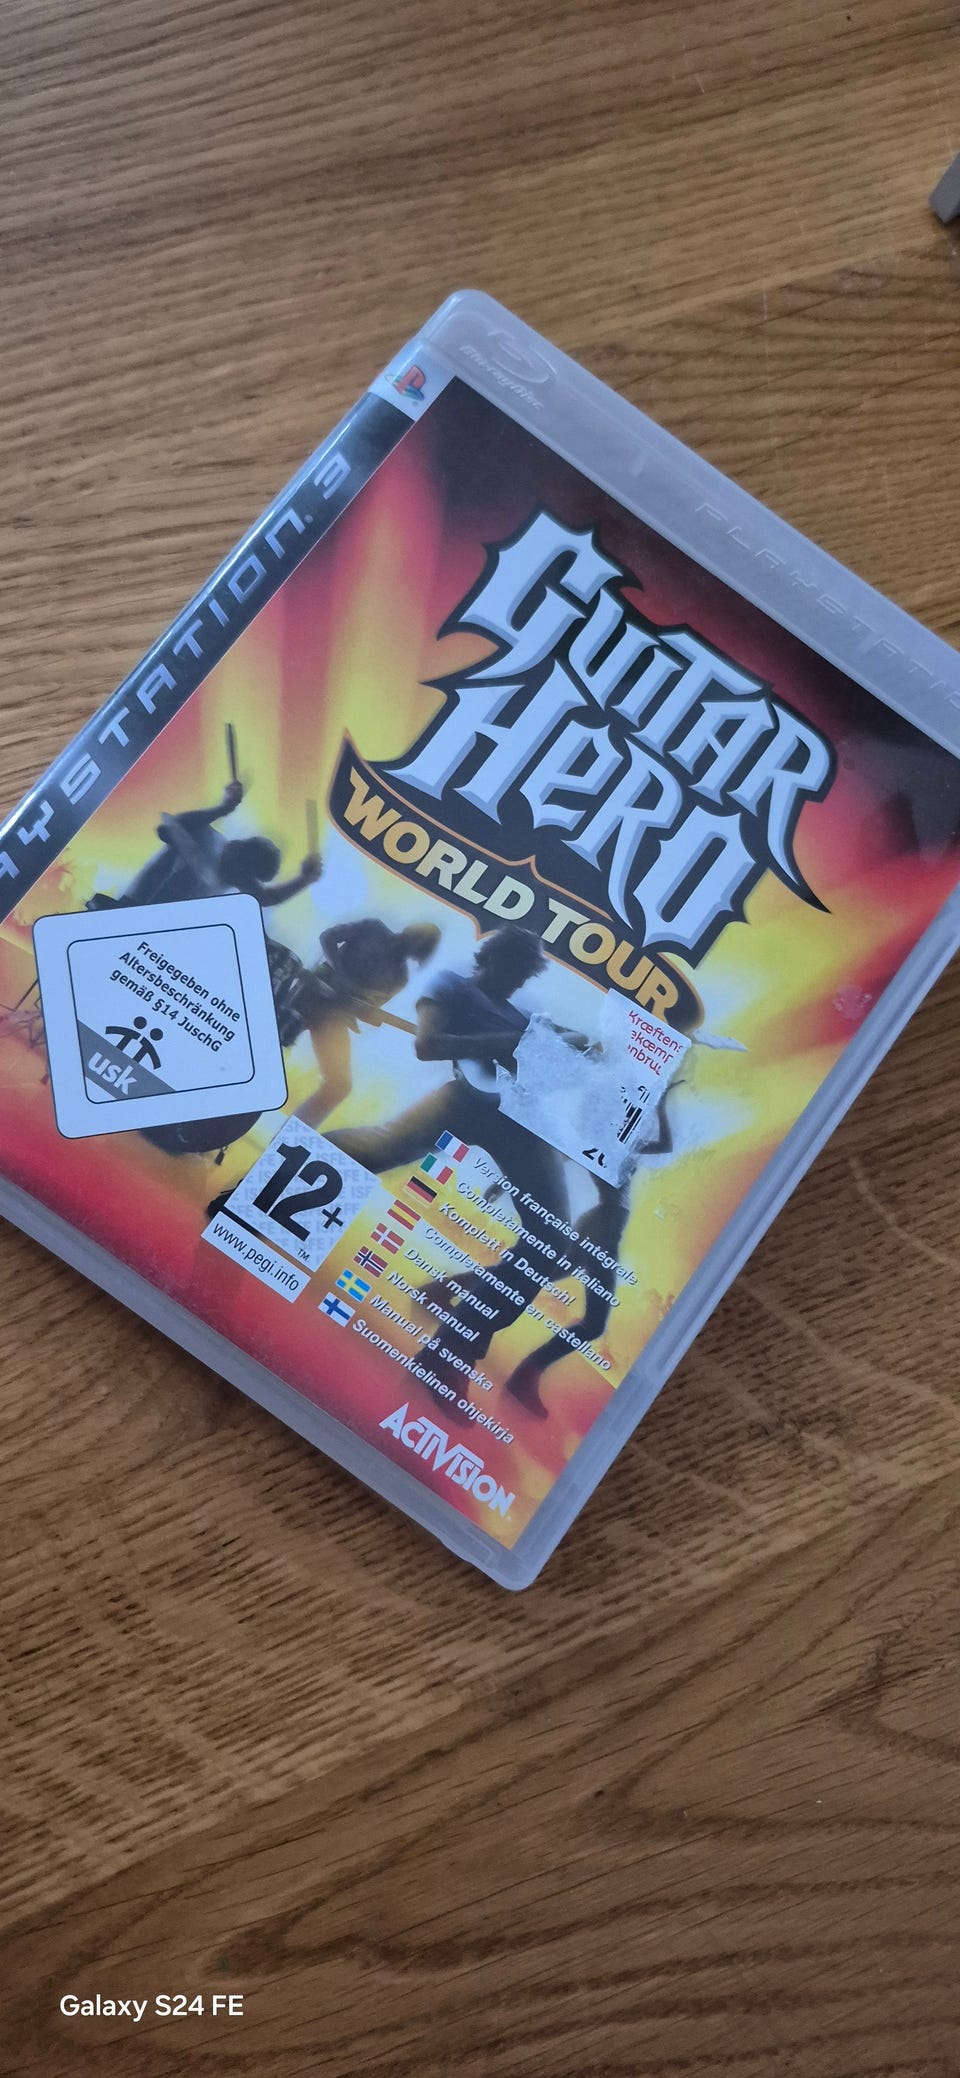 Blu-ray Disc
PLAYSTATION 3
GUITAR
HERO
WORLD TOUR
Freigegeben ohne
Altersbeschränkung
gemäß §14 JuschG
usk
Kræftens
12+
www.pegi.info
Version française intégrale
Completamente in italiano
Komplett in Deutsch!
Completamente en castellano
Dansk manual
Norsk manual
Manual på svenska
Suomenkielinen ohjekirja
ACTIVISION
Galaxy S24 FE